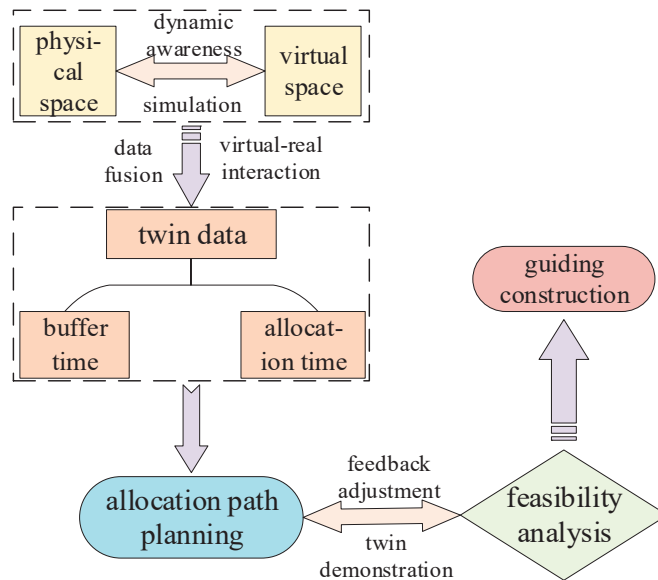 physi-
cal
space
dynamic
awareness
simulation
virtual
space
data
fusion
virtual-real
interaction
twin data
buffer
time
allocat-
ion time
guiding
construction
allocation path
planning
feedback
adjustment
twin
demonstration
feasibility
analysis